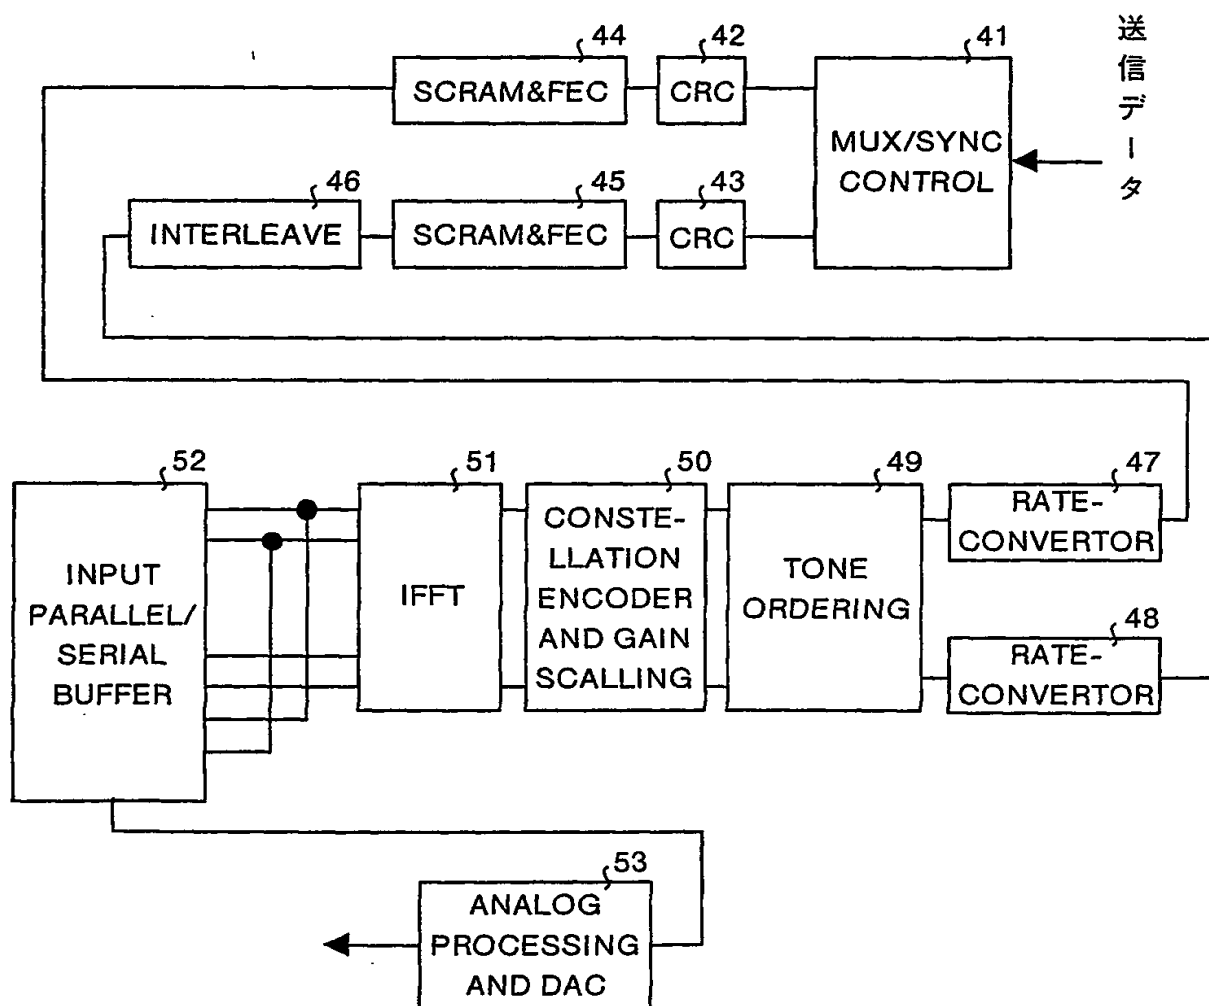 44
42
41
送信データ
SCRAM&FEC
CRC
MUX/SYNC
CONTROL
46
45
43
INTERLEAVE
SCRAM&FEC
CRC
52
51
50
49
47
INPUT
PARALLEL/
SERIAL
BUFFER
IFFT
CONSTE-
LLATION
ENCODER
AND GAIN
SCALLING
TONE
ORDERING
RATE-
CONVERTOR
48
RATE-
CONVERTOR
53
ANALOG
PROCESSING
AND DAC